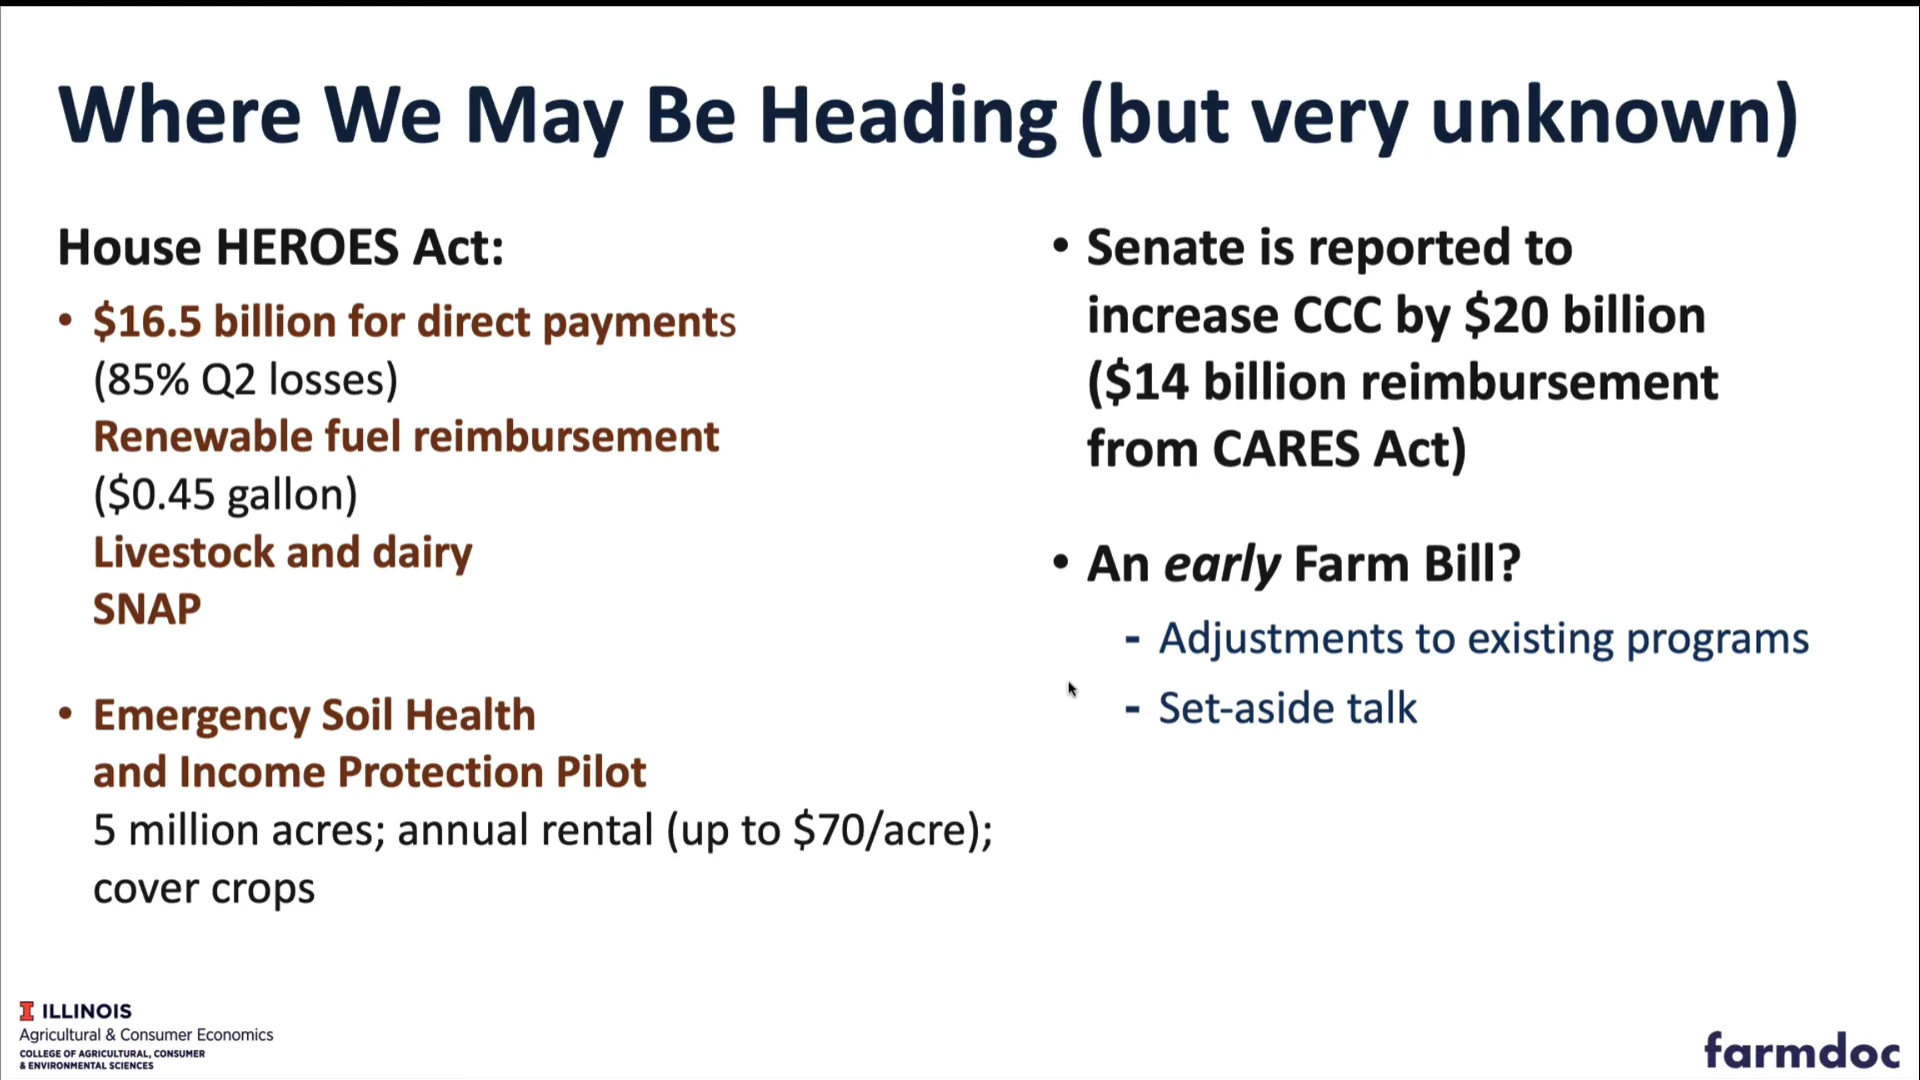 Where We May Be Heading (but very unknown)
House HEROES Act:
• $16.5 billion for direct payments
(85% Q2 losses)
Renewable fuel reimbursement
($0.45 gallon)
Livestock and dairy
SNAP
• Emergency Soil Health
and Income Protection Pilot
5 million acres; annual rental (up to $70/acre);
cover crops
• Senate is reported to
increase CCC by $20 billion
($14 billion reimbursement
from CARES Act)
• An early Farm Bill?
- Adjustments to existing programs
- Set-aside talk
I ILLINOIS
Agricultural & Consumer Economics
COLLEGE OF AGRICULTURAL, CONSUMER
& ENVIRONMENTAL SCIENCES
farmdoc